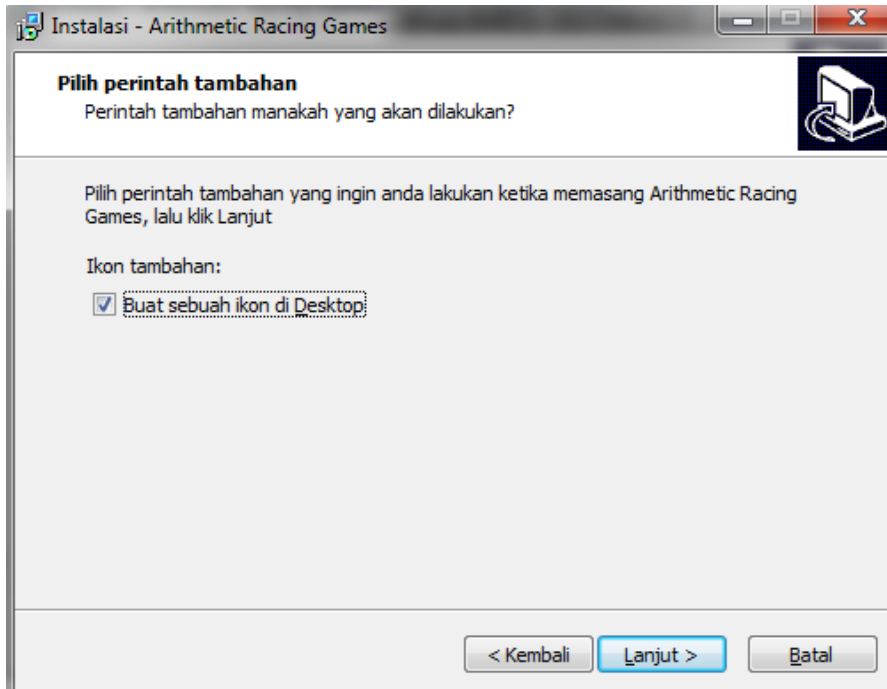 Instalasi - Arithmetic Racing Games
Pilih perintah tambahan
Perintah tambahan manakah yang akan dilakukan?
Pilih perintah tambahan yang ingin anda lakukan ketika memasang Arithmetic Racing
Games, lalu klik Lanjut
Ikon tambahan:
Buat sebuah ikon di Desktop
< Kembali
Lanjut >
Batal